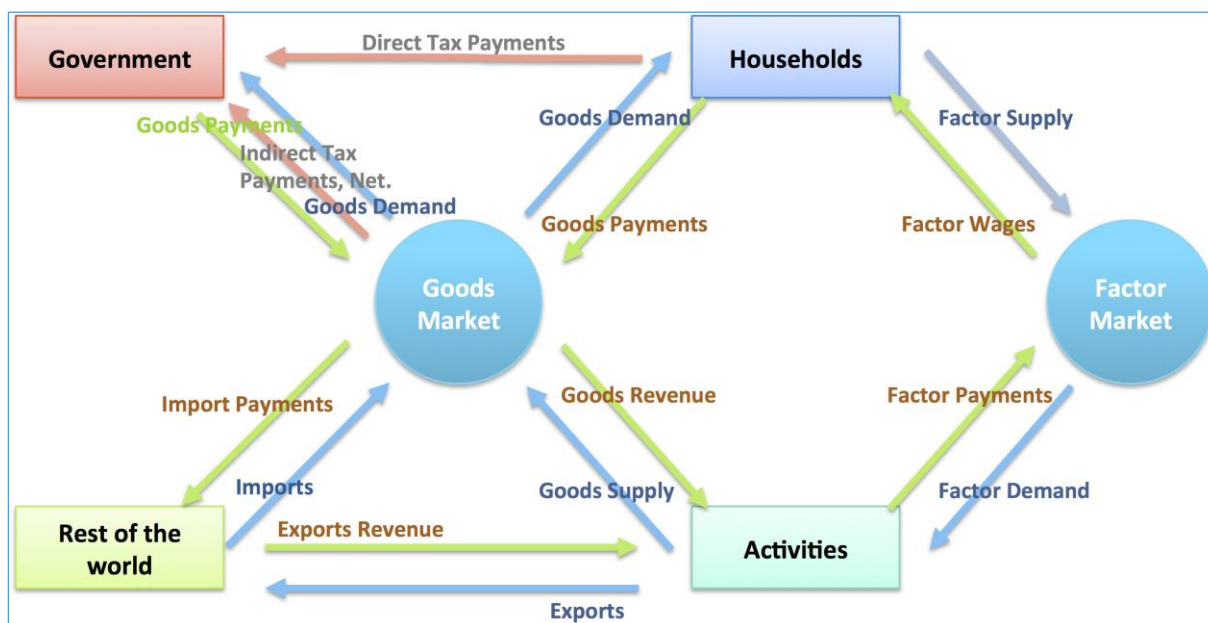 Government
Direct Tax Payments
Households
Goods Payments
Indirect Tax
Payments, Net.
Goods Demand
Goods Demand
Goods Payments
Factor Supply
Factor Wages
Goods
Market
Factor
Market
Import Payments
Imports
Goods Revenue
Goods Supply
Factor Payments
Factor Demand
Rest of the
world
Exports Revenue
Exports
Activities